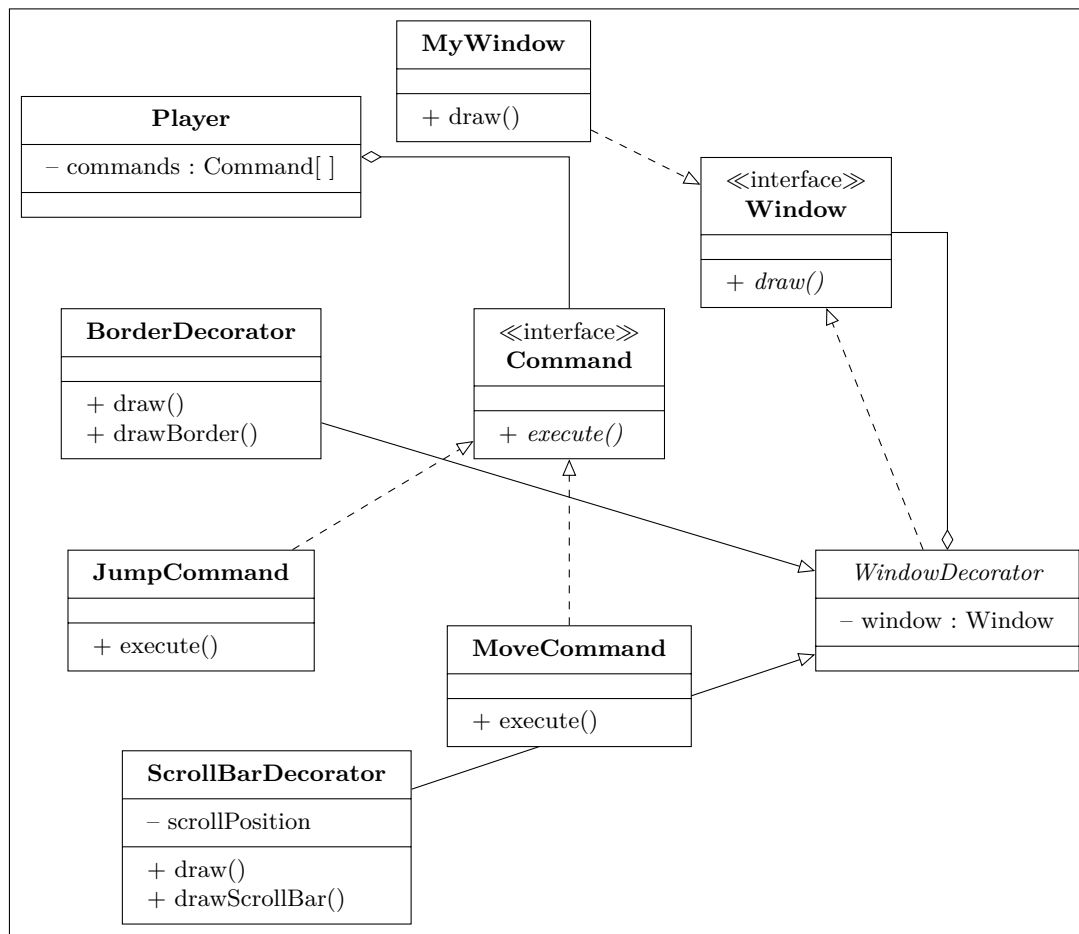 MyWindow
+ draw()
Player
– commands : Command[ ]
≪interface≫
Window
+ draw()
BorderDecorator
+ draw()
+ drawBorder()
≪interface≫
Command
+ execute()
JumpCommand
+ execute()
WindowDecorator
– window : Window
MoveCommand
+ execute()
ScrollBarDecorator
– scrollPosition
+ draw()
+ drawScrollBar()